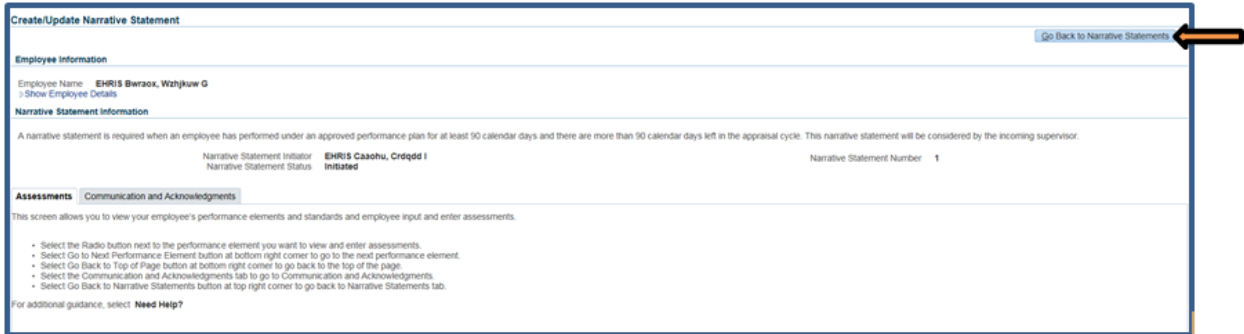 Create/Update Narrative Statement
Go Back to Narrative Statements
Employee Information
Employee Name EHRIS Bwraox, Wzhjkuw G
Show Employee Details
Narrative Statement Information
A narrative statement is required when an employee has performed under an approved performance plan for at least 90 calendar days and there are more than 90 calendar days left in the appraisal cycle. This narrative statement will be considered by the incoming supervisor.
Narrative Statement Initiator EHRIS Caaohu, Crdqdd I Narrative Statement Number 1
Narrative Statement Status Initiated
Assessments Communication and Acknowledgments
This screen allows you to view your employee's performance elements and standards and employee input and enter assessments.
• Select the Radio button next to the performance element you want to view and enter assessments.
• Select Go to Next Performance Element button at bottom right corner to go to the next performance element.
• Select Go Back to Top of Page button at bottom right corner to go back to the top of the page.
• Select the Communication and Acknowledgments tab to go to Communication and Acknowledgments.
• Select Go Back to Narrative Statements button at top right corner to go back to Narrative Statements tab.
For additional guidance, select Need Help?